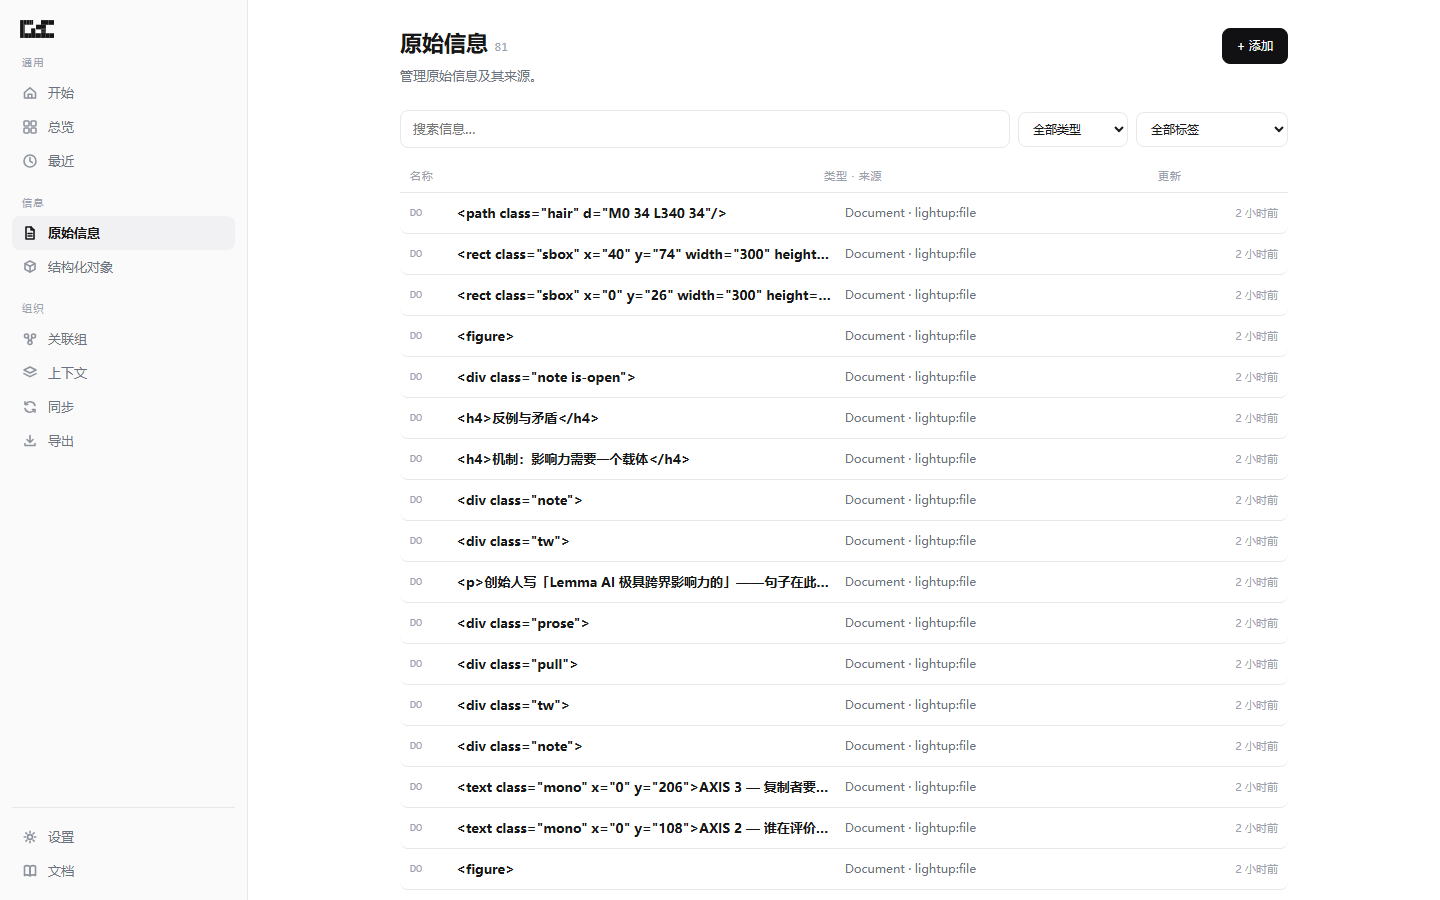 通用
开始
总览
最近
信息
原始信息
结构化对象
组织
关联组
上下文
同步
导出
设置
文档
原始信息 81
+ 添加
管理原始信息及其来源。
搜索信息...
全部类型
全部标签
名称 类型 · 来源 更新
DO <path class="hair" d="M0 34 L340 34"/> Document · lightup:file 2 小时前
DO <rect class="sbox" x="40" y="74" width="300" height... Document · lightup:file 2 小时前
DO <rect class="sbox" x="0" y="26" width="300" height=... Document · lightup:file 2 小时前
DO <figure> Document · lightup:file 2 小时前
DO <div class="note is-open"> Document · lightup:file 2 小时前
DO <h4>反例与矛盾</h4> Document · lightup:file 2 小时前
DO <h4>机制：影响力需要一个载体</h4> Document · lightup:file 2 小时前
DO <div class="note"> Document · lightup:file 2 小时前
DO <div class="tw"> Document · lightup:file 2 小时前
DO <p>创始人写「Lemma AI 极具跨界影响力的」——句子在此... Document · lightup:file 2 小时前
DO <div class="prose"> Document · lightup:file 2 小时前
DO <div class="pull"> Document · lightup:file 2 小时前
DO <div class="tw"> Document · lightup:file 2 小时前
DO <div class="note"> Document · lightup:file 2 小时前
DO <text class="mono" x="0" y="206">AXIS 3 — 复制者要... Document · lightup:file 2 小时前
DO <text class="mono" x="0" y="108">AXIS 2 — 谁在评价... Document · lightup:file 2 小时前
DO <figure> Document · lightup:file 2 小时前